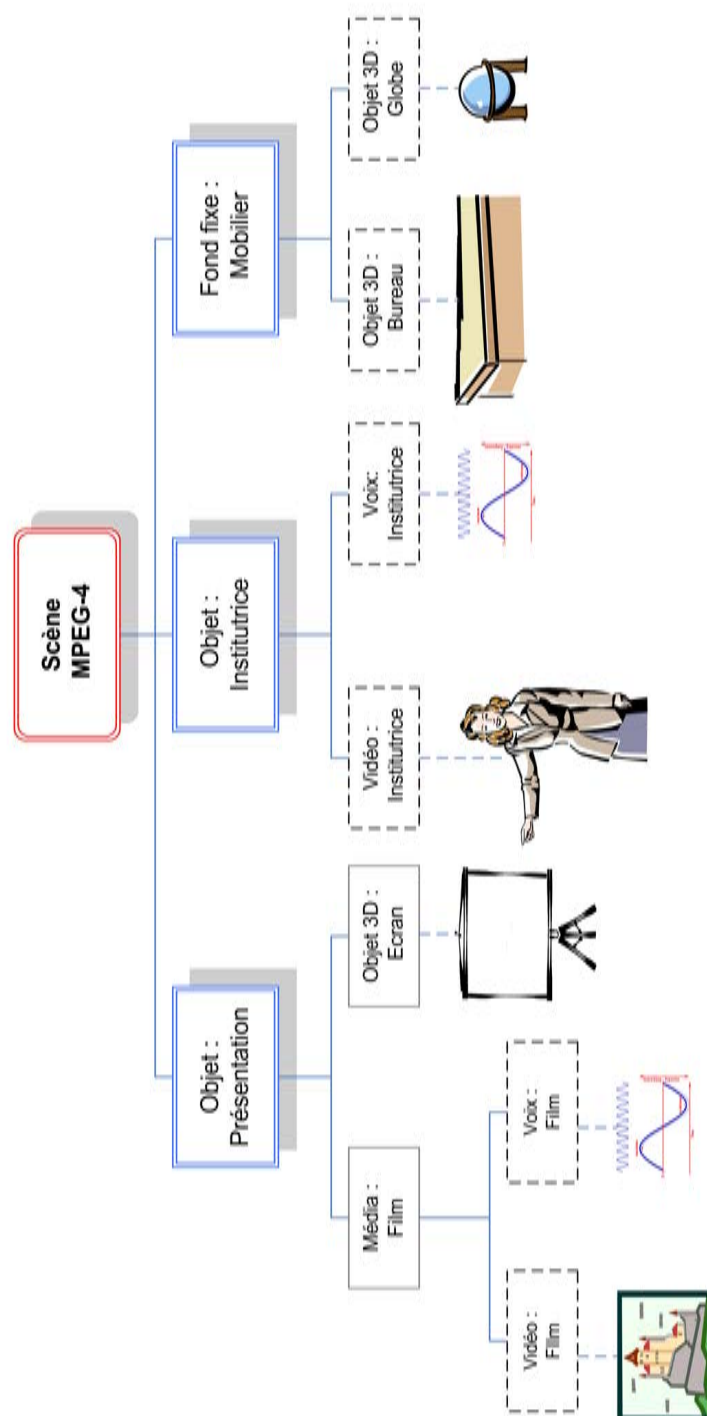 Scène
MPEG-4
Objet :
Présentation
Objet :
Institutrice
Fond fixe :
Mobilier
Média :
Film
Objet 3D :
Ecran
Vidéo :
Institutrice
Voix:
Institutrice
Objet 3D :
Bureau
Objet 3D :
Globe
Vidéo :
Film
Voix :
Film